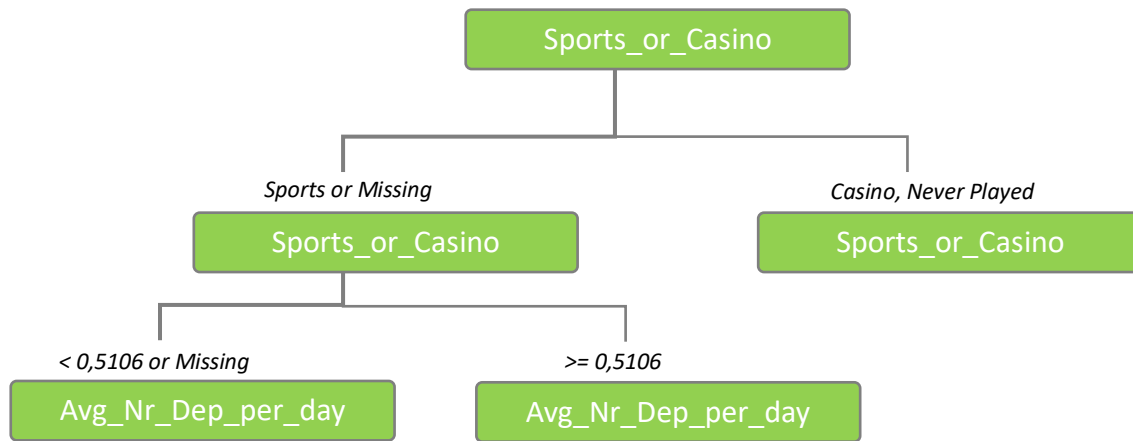 Sports_or_Casino
Sports or Missing
Casino, Never Played
Sports_or_Casino
Sports_or_Casino
< 0,5106 or Missing
>= 0,5106
Avg_Nr_Dep_per_day
Avg_Nr_Dep_per_day